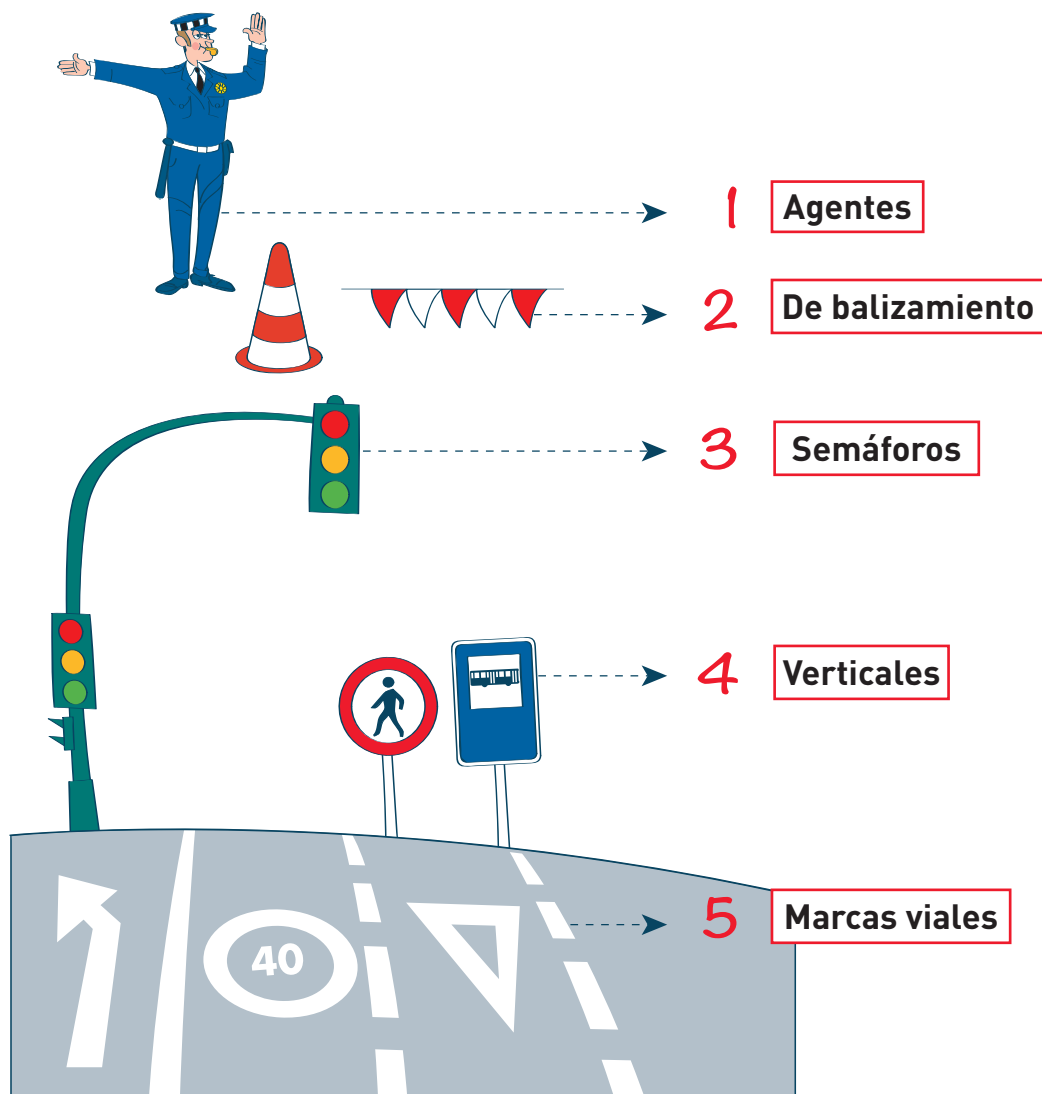 1 Agentes
2 De balizamiento
3 Semáforos
4 Verticales
5 Marcas viales
40